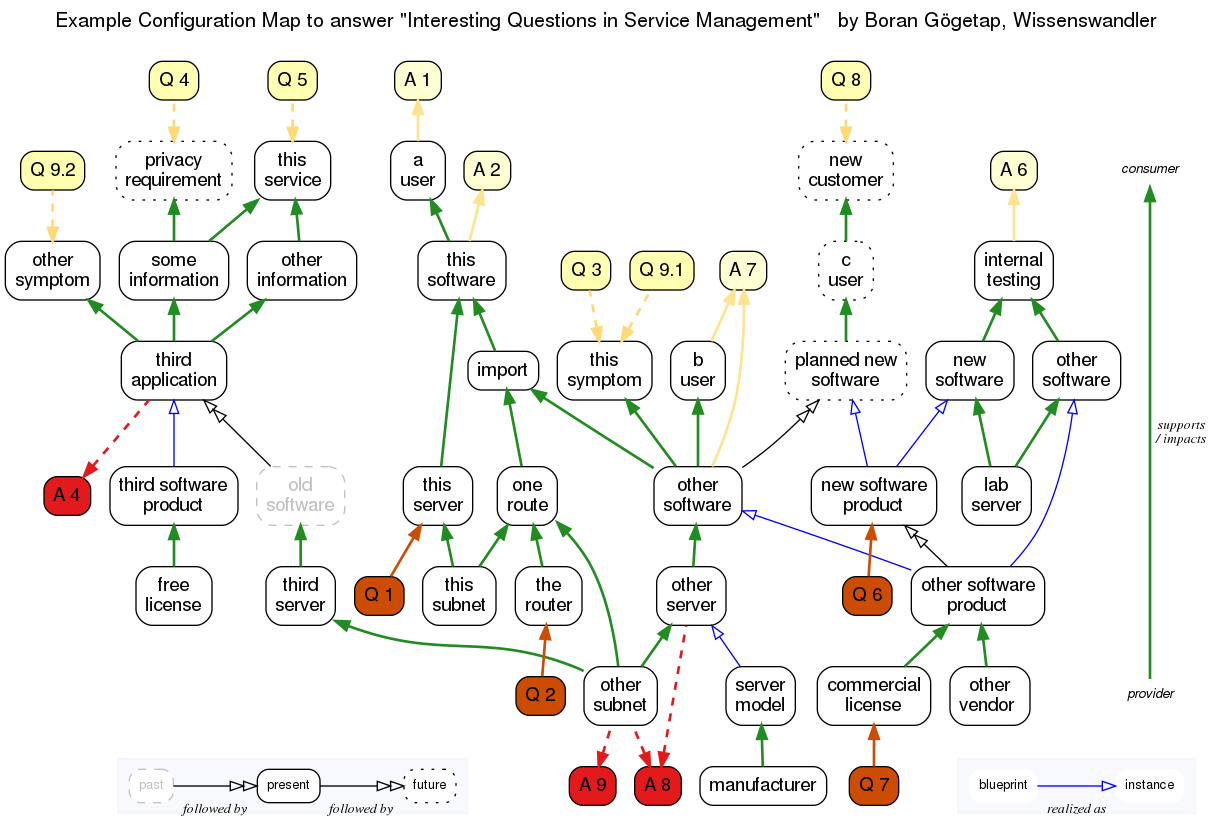 Example Configuration Map to answer "Interesting Questions in Service Management"   by Boran Gögetap, Wissenswandler
Q 4
Q 5
A 1
Q 8
Q 9.2
privacy
requirement
this
service
a
user
A 2
new
customer
A 6
consumer
other
symptom
some
information
other
information
this
software
Q 3
Q 9.1
A 7
c
user
internal
testing
third
application
import
this
symptom
b
user
planned new
software
new
software
other
software
supports
/ impacts
A 4
third software
product
old
software
this
server
one
route
other
software
new software
product
lab
server
free
license
third
server
Q 1
this
subnet
the
router
other
server
Q 6
other software
product
Q 2
other
subnet
server
model
commercial
license
other
vendor
provider
past
present
future
followed by
followed by
A 9
A 8
manufacturer
Q 7
blueprint
instance
realized as